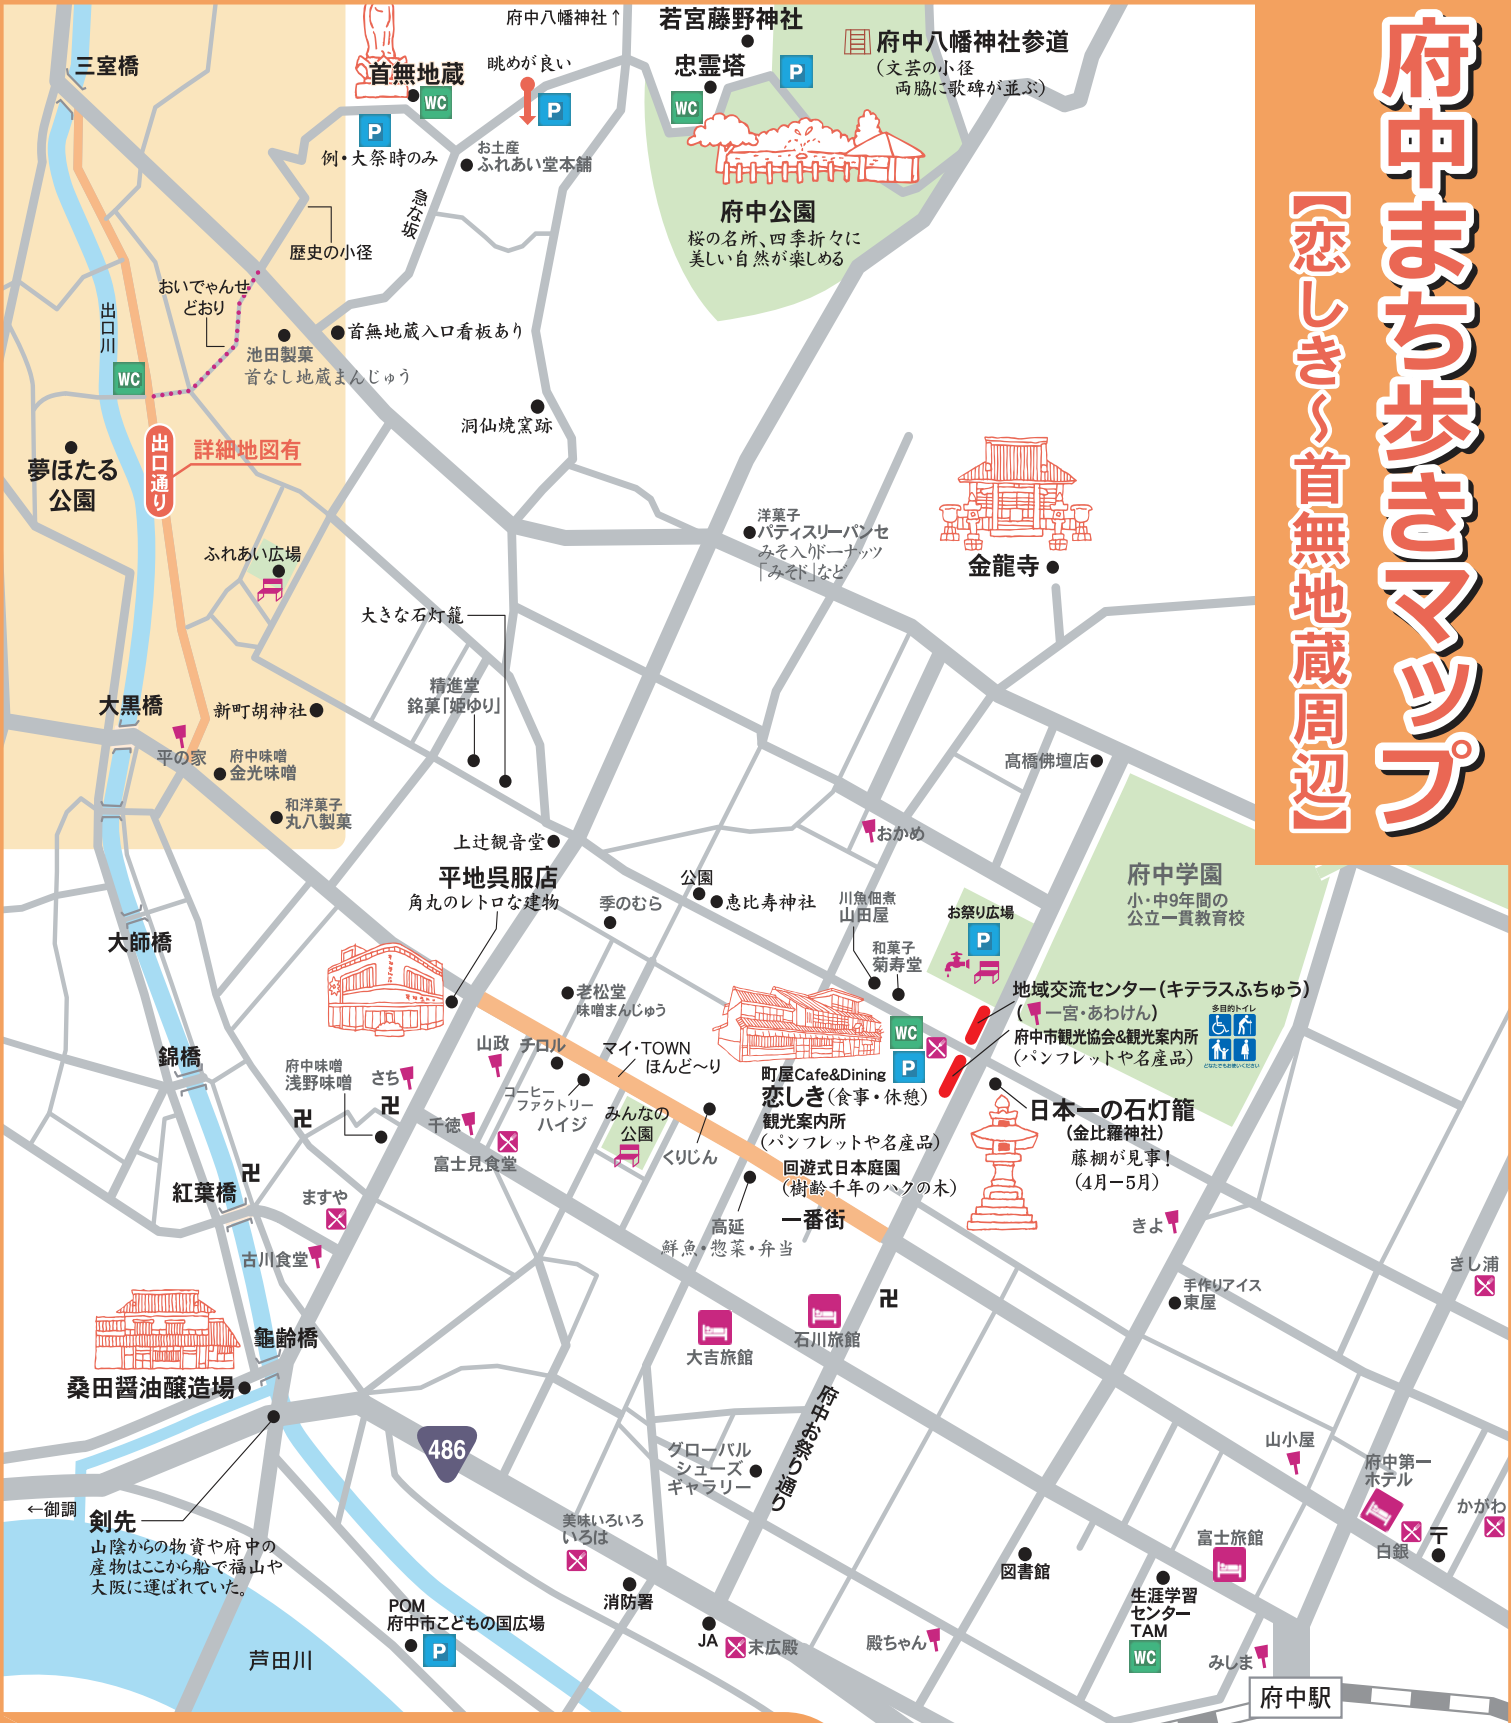 府中まち歩きマップ
【恋しき～首無地蔵周辺】
府中八幡神社↑
若宮藤野神社
忠霊塔
WC
P
府中八幡神社参道
(文芸の小径
両脇に歌碑が並ぶ)
三室橋
首無地蔵
WC
P
例・大祭時のみ
眺めが良い
P
お土産
ふれあい堂本舗
急な坂
府中公園
桜の名所、四季折々に
美しい自然が楽しめる
歴史の小径
おいでゃんせ
どおり
出口川
WC
池田製菓
首なし地蔵まんじゅう
首無地蔵入口看板あり
洞仙焼窯跡
夢ほたる
公園
出口通り
詳細地図有
ふれあい広場
洋菓子
パティスリーパンセ
みそ入りドーナッツ
「みそド」など
金龍寺
大きな石灯籠
精進堂
銘菓「姫ゆり」
大黒橋
新町胡神社
平の家
府中味噌
金光味噌
和洋菓子
丸八製菓
髙橋佛壇店
おかめ
上辻観音堂
平地呉服店
角丸のレトロな建物
季のむら
公園
恵比寿神社
川魚佃煮
山田屋
和菓子
菊寿堂
お祭り広場
P
府中学園
小・中9年間の
公立一貫教育校
大師橋
老松堂
味噌まんじゅう
地域交流センター(キテラスふちゅう)
(一宮・あわけん)
多目的トイレ
どなたでもお使いください
府中市観光協会&観光案内所
(パンフレットや名産品)
WC
P
町屋Cafe&Dining
恋しき(食事・休憩)
観光案内所
(パンフレットや名産品)
回遊式日本庭園
(樹齢千年のハクの木)
一番街
日本一の石灯籠
(金比羅神社)
藤棚が見事!
(4月ー5月)
錦橋
府中味噌
浅野味噌
さち
山政
チロル
マイ・TOWN
ほんど〜り
コーヒー
ファクトリー
ハイジ
千徳
富士見食堂
みんなの
公園
くりじん
高延
鮮魚・惣菜・弁当
紅葉橋
ますや
古川食堂
きよ
手作りアイス
東屋
きし浦
龜齢橋
桑田醤油醸造場
大吉旅館
石川旅館
府中お祭り通り
486
グローバル
シューズ
ギャラリー
山小屋
府中第一
ホテル
かがわ
白銀
〒
←御調
剣先
山陰からの物資や府中の
産物はここから船で福山や
大阪に運ばれていた。
美味いろいろ
いろは
消防署
図書館
富士旅館
生涯学習
センター
TAM
WC
POM
府中市こどもの国広場
P
芦田川
JA
末広殿
殿ちゃん
みしま
府中駅